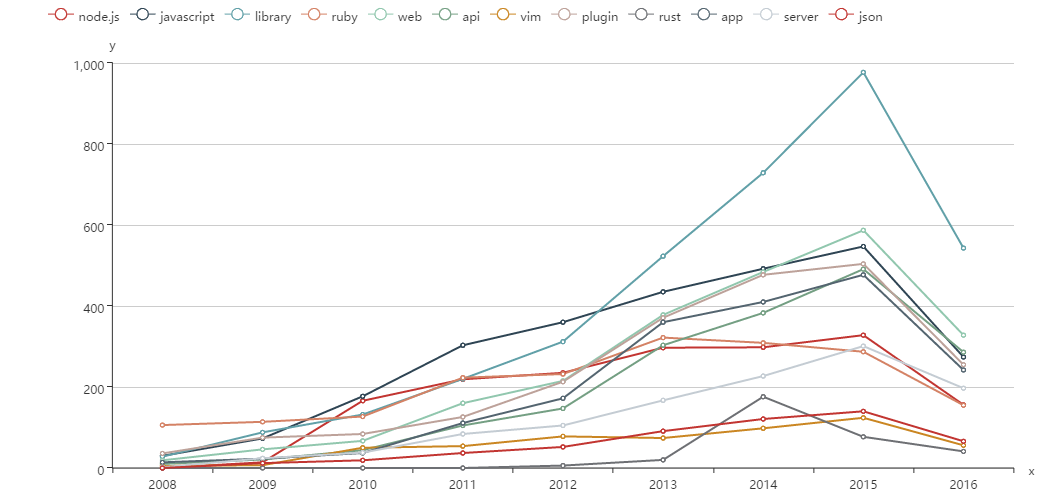 node.js javascript library ruby web api vim plugin rust app server json
y
1,000
800
600
400
200
0
2008 2009 2010 2011 2012 2013 2014 2015 2016
x